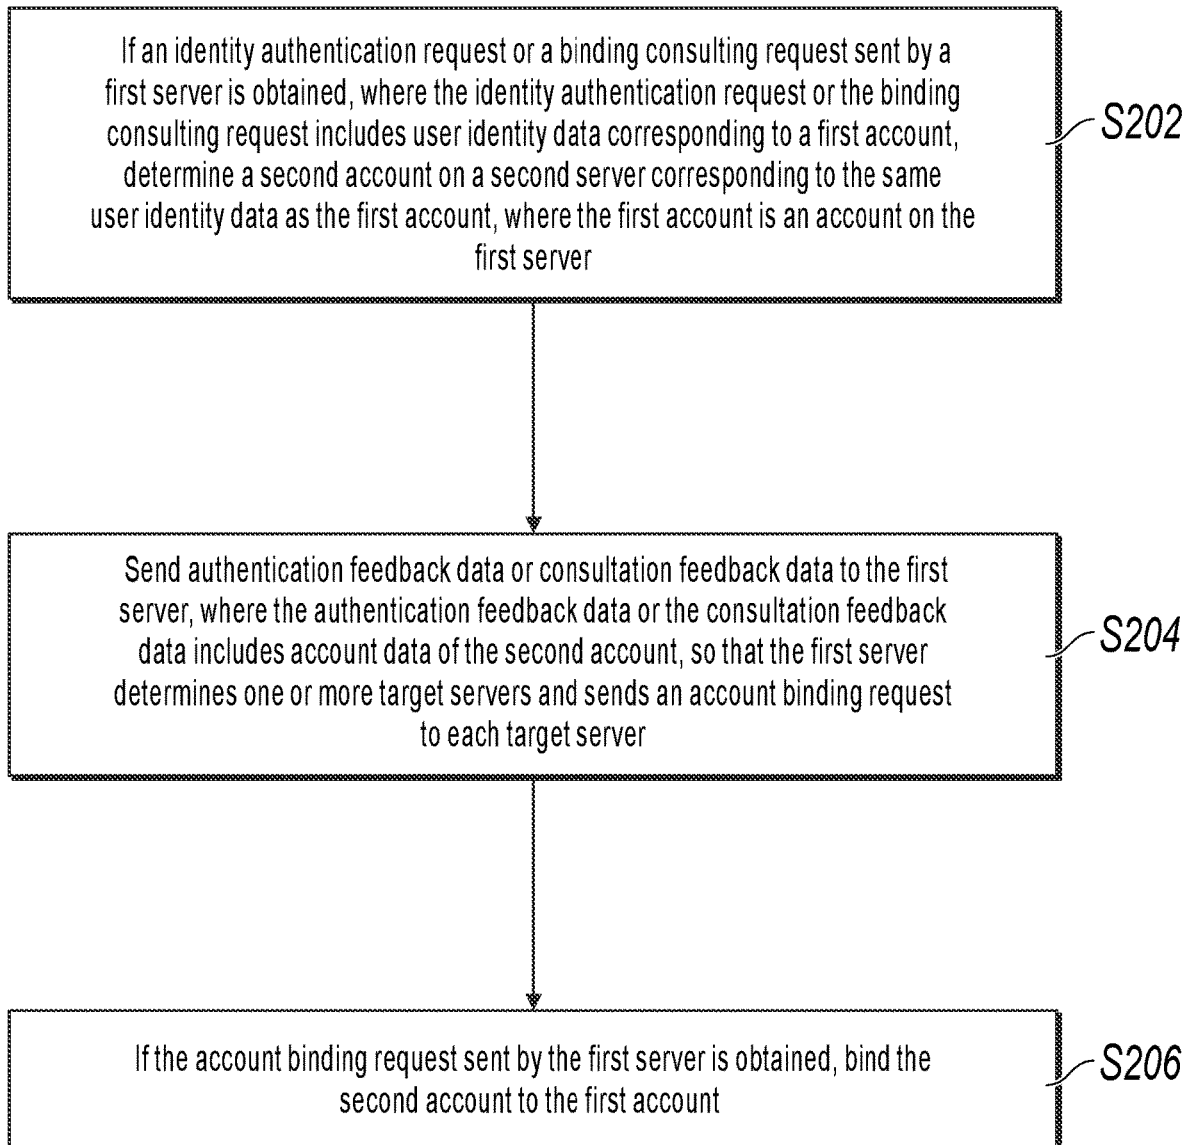 If an identity authentication request or a binding consulting request sent by a
first server is obtained, where the identity authentication request or the binding
consulting request includes user identity data corresponding to a first account,
determine a second account on a second server corresponding to the same
user identity data as the first account, where the first account is an account on the
first server
S202
Send authentication feedback data or consultation feedback data to the first
server, where the authentication feedback data or the consultation feedback
data includes account data of the second account, so that the first server
determines one or more target servers and sends an account binding request
to each target server
S204
If the account binding request sent by the first server is obtained, bind the
second account to the first account
S206